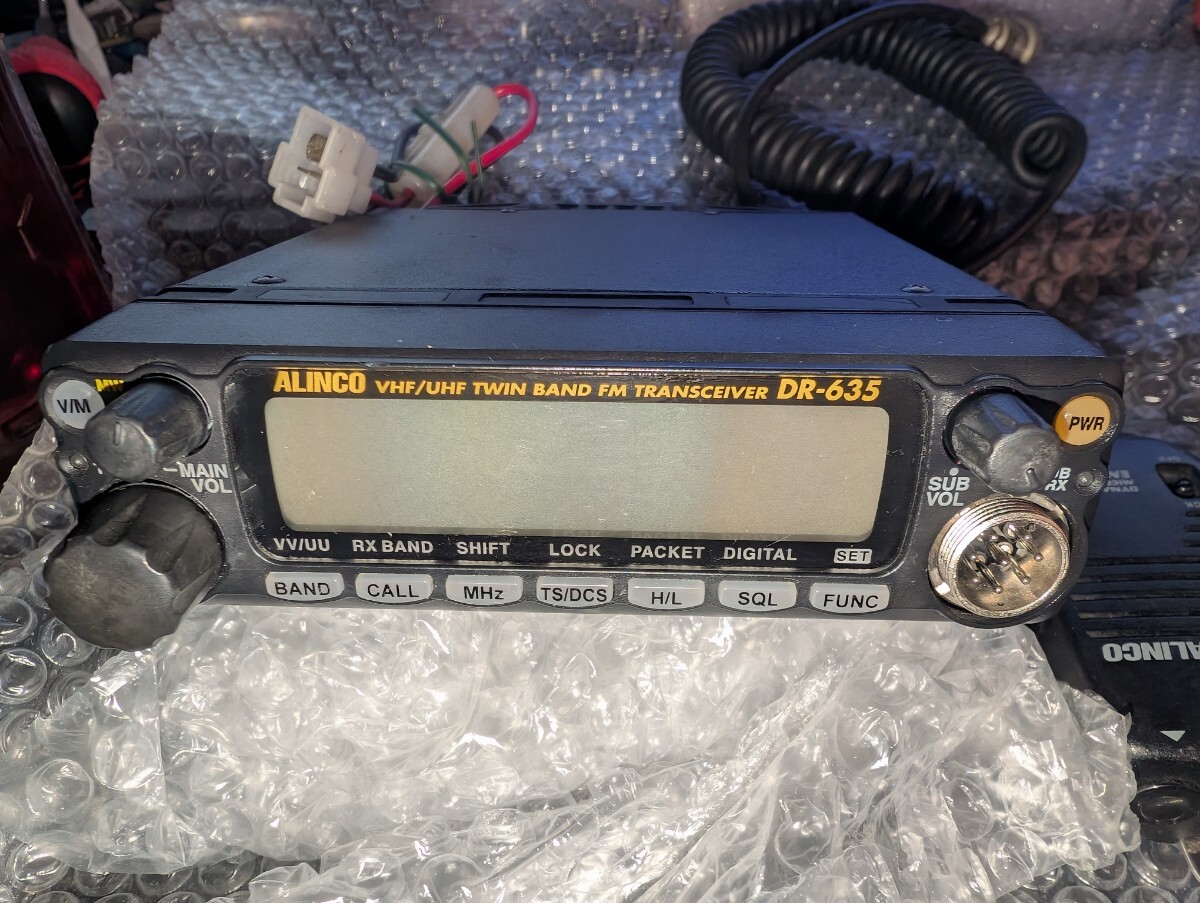 ALINCO VHF/UHF TWIN BAND FM TRANSCEIVER DR-635
V/M
MAIN
VOL
PWR
SUB
VOL
VV/UU RX BAND SHIFT LOCK PACKET DIGITAL SET
BAND CALL MHz TS/DCS H/L SQL FUNC
ALINCO